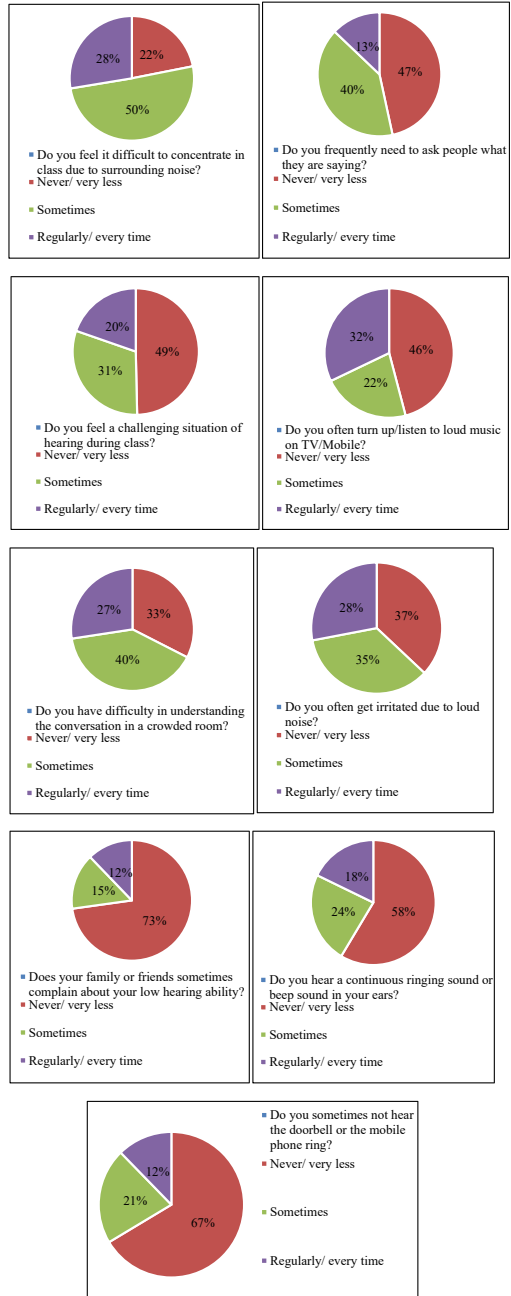 28%
22%
50%
Do you feel it difficult to concentrate in
class due to surrounding noise?
Never/ very less
Sometimes
Regularly/ every time
13%
47%
40%
Do you frequently need to ask people what
they are saying?
Never/ very less
Sometimes
Regularly/ every time
20%
49%
31%
Do you feel a challenging situation of
hearing during class?
Never/ very less
Sometimes
Regularly/ every time
32%
46%
22%
Do you often turn up/listen to loud music
on TV/Mobile?
Never/ very less
Sometimes
Regularly/ every time
27%
33%
40%
Do you have difficulty in understanding
the conversation in a crowded room?
Never/ very less
Sometimes
Regularly/ every time
28%
37%
35%
Do you often get irritated due to loud
noise?
Never/ very less
Sometimes
Regularly/ every time
12%
15%
73%
Does your family or friends sometimes
complain about your low hearing ability?
Never/ very less
Sometimes
Regularly/ every time
18%
24%
58%
Do you hear a continuous ringing sound or
beep sound in your ears?
Never/ very less
Sometimes
Regularly/ every time
12%
21%
67%
Do you sometimes not hear
the doorbell or the mobile
phone ring?
Never/ very less
Sometimes
Regularly/ every time